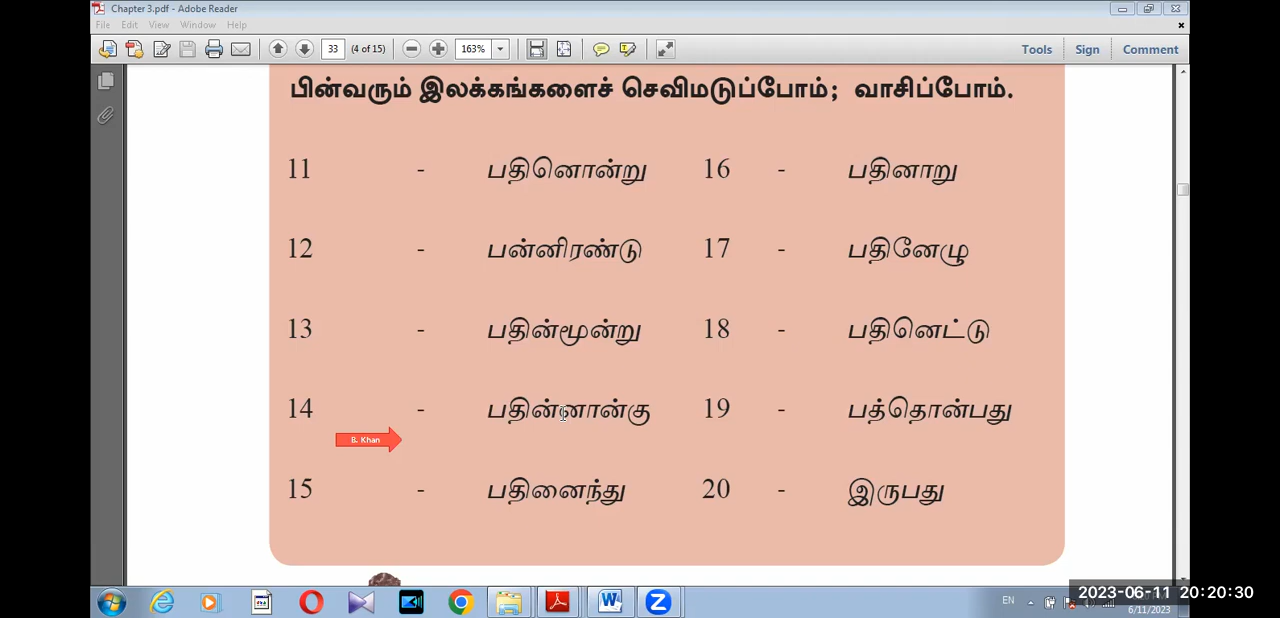 Chapter 3.pdf - Adobe Reader
File Edit View Window Help
33 (4 of 15) 163% Tools Sign Comment
பின்வரும் இலக்கங்களைச் செவிமடுப்போம்; வாசிப்போம்.
11 - பதினொன்று 16 - பதினாறு
12 - பன்னிரண்டு 17 - பதினேழு
13 - பதின்மூன்று 18 - பதினெட்டு
14 - பதின்னான்கு 19 - பத்தொன்பது
B. Khan
15 - பதினைந்து 20 - இருபது
EN
2023-06-11 20:20:30
6/11/2023